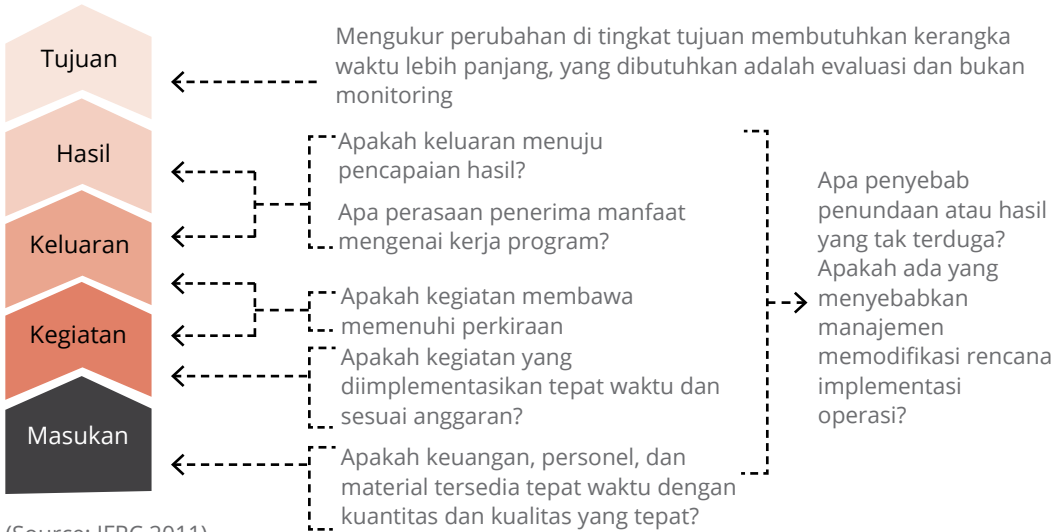 Tujuan
Mengukur perubahan di tingkat tujuan membutuhkan kerangka
waktu lebih panjang, yang dibutuhkan adalah evaluasi dan bukan
monitoring
Hasil
Keluaran
Kegiatan
Masukan
Apakah keluaran menuju
pencapaian hasil?
Apa perasaan penerima manfaat
mengenai kerja program?
Apakah kegiatan membawa
memenuhi perkiraan
Apakah kegiatan yang
diimplementasikan tepat waktu dan
sesuai anggaran?
Apakah keuangan, personel, dan
material tersedia tepat waktu dengan
kuantitas dan kualitas yang tepat?
Apa penyebab
penundaan atau hasil
yang tak terduga?
Apakah ada yang
menyebabkan
manajemen
memodifikasi rencana
implementasi
operasi?
(Source: IFRC 2011)